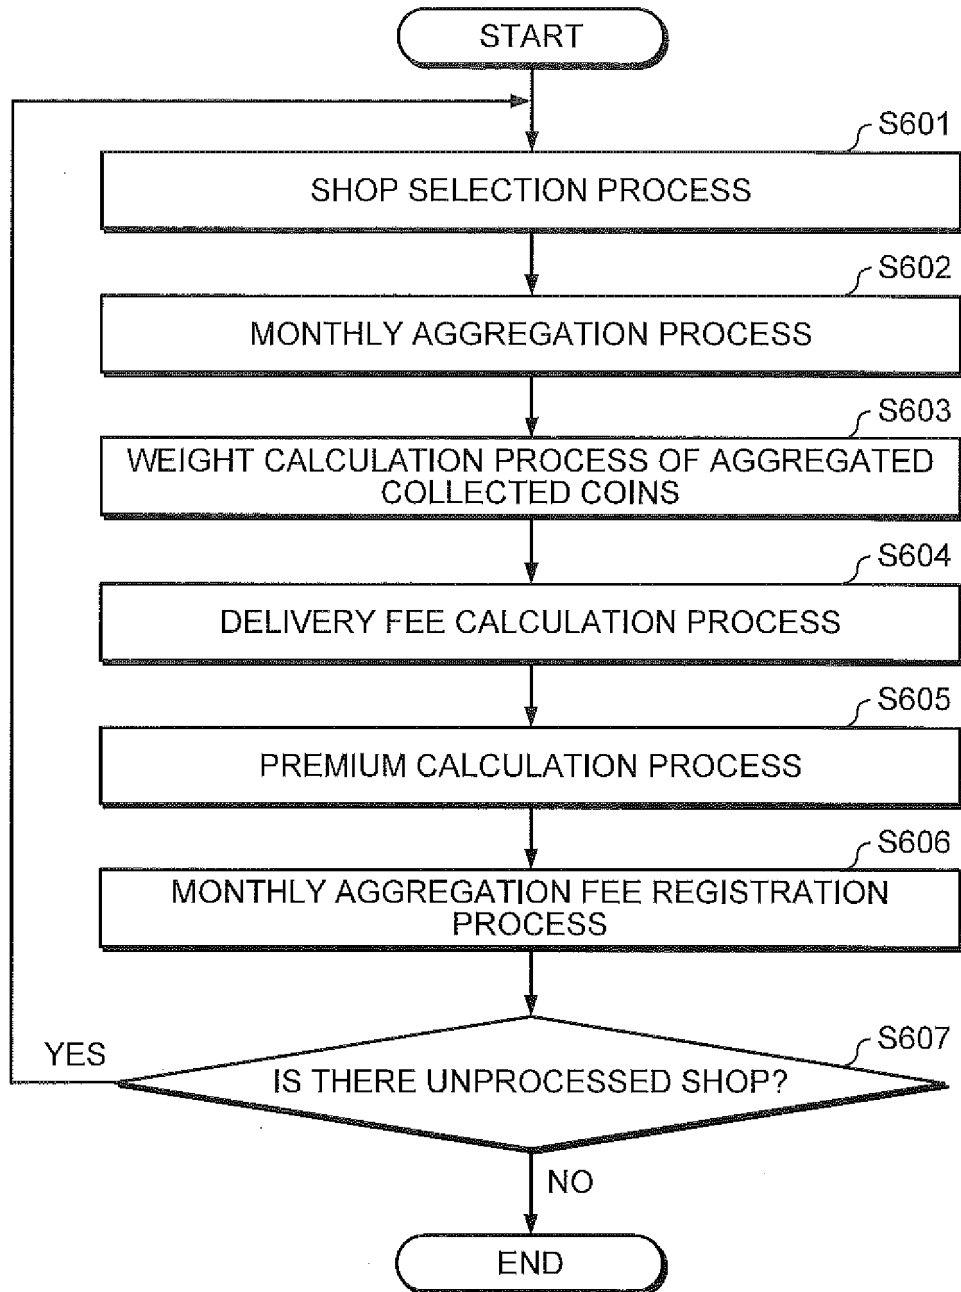 START
S601
SHOP SELECTION PROCESS
S602
MONTHLY AGGREGATION PROCESS
S603
WEIGHT CALCULATION PROCESS OF AGGREGATED
COLLECTED COINS
S604
DELIVERY FEE CALCULATION PROCESS
S605
PREMIUM CALCULATION PROCESS
S606
MONTHLY AGGREGATION FEE REGISTRATION
PROCESS
S607
YES
IS THERE UNPROCESSED SHOP?
NO
END